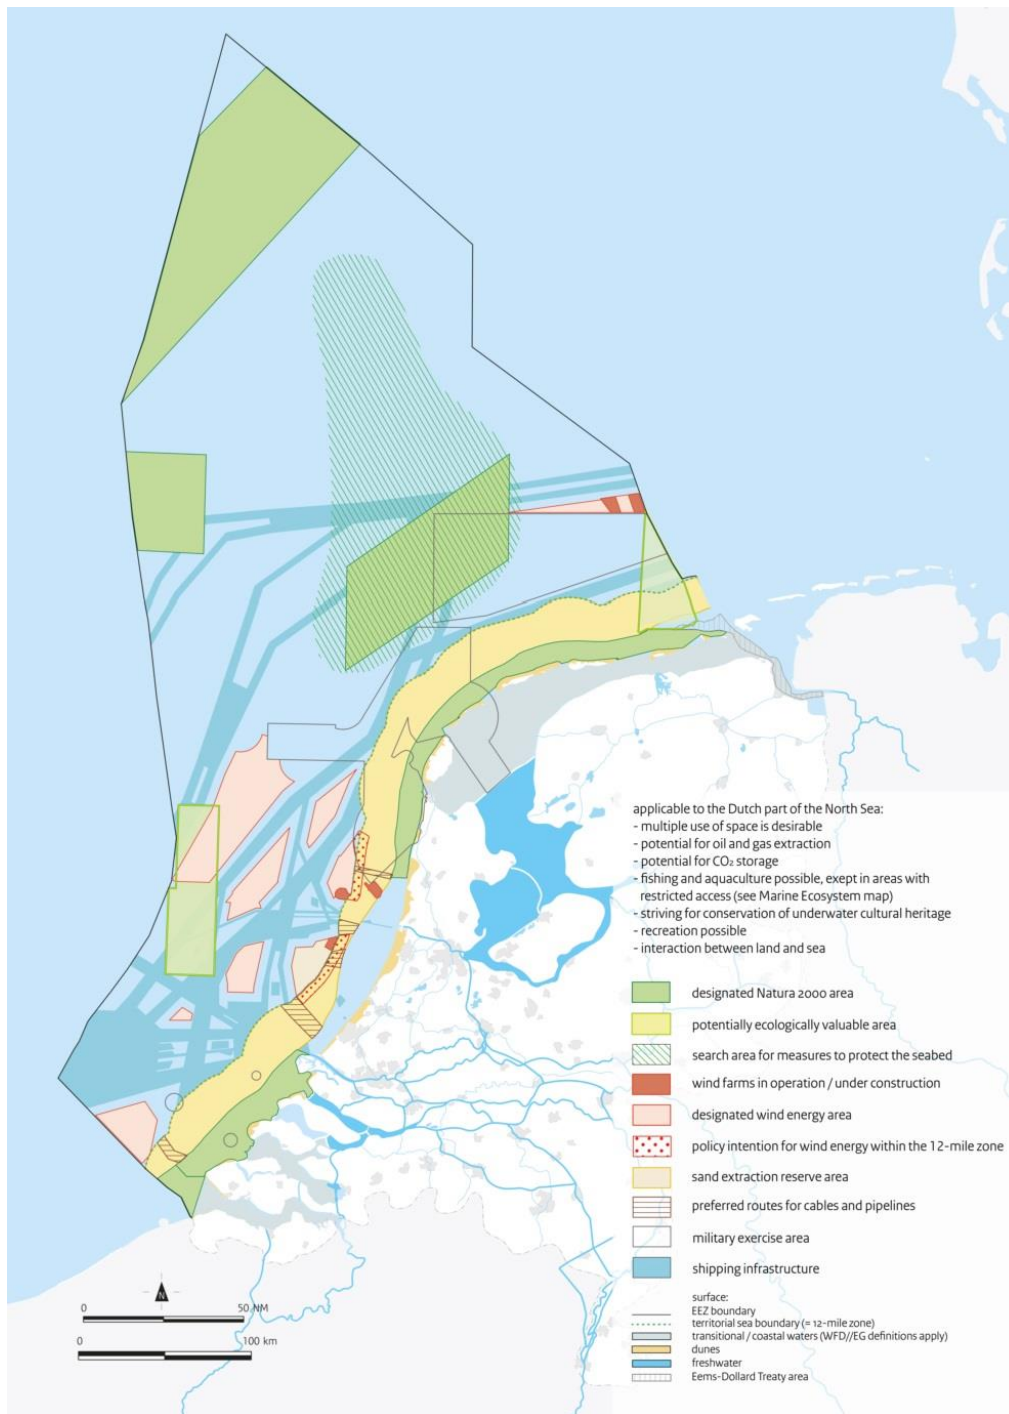 applicable to the Dutch part of the North Sea:
- multiple use of space is desirable
- potential for oil and gas extraction
- potential for CO₂ storage
- fishing and aquaculture possible, exept in areas with
restricted access (see Marine Ecosystem map)
- striving for conservation of underwater cultural heritage
- recreation possible
- interaction between land and sea
designated Natura 2000 area
potentially ecologically valuable area
search area for measures to protect the seabed
wind farms in operation / under construction
designated wind energy area
policy intention for wind energy within the 12-mile zone
sand extraction reserve area
preferred routes for cables and pipelines
military exercise area
shipping infrastructure
surface:
EEZ boundary
territorial sea boundary (= 12-mile zone)
transitional / coastal waters (WFD//EG definitions apply)
dunes
freshwater
Eems-Dollard Treaty area
N
0 50 NM
0 100 km